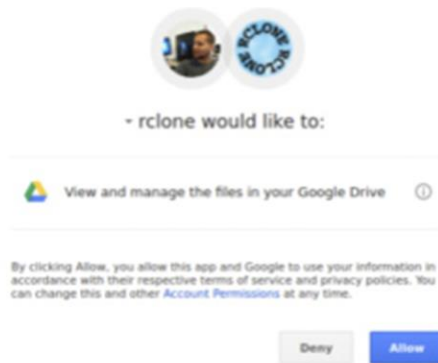 RCLONE RCLONE
rclone would like to:
View and manage the files in your Google Drive
By clicking Allow, you allow this app and Google to use your information in
accordance with their respective terms of service and privacy policies. You
can change this and other Account Permissions at any time.
Deny Allow